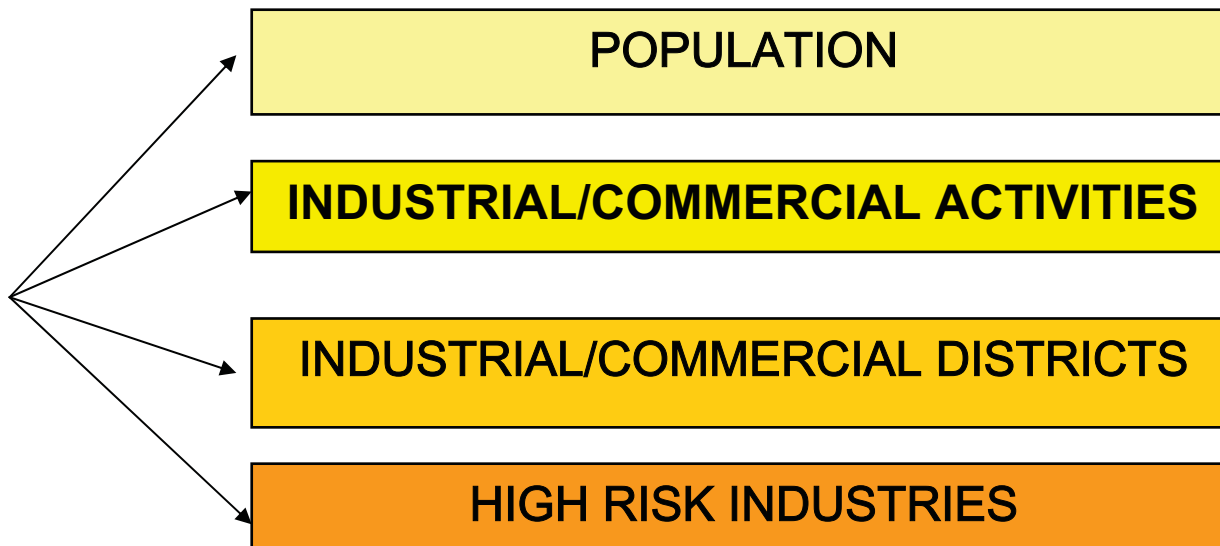 POPULATION
INDUSTRIAL/COMMERCIAL ACTIVITIES
INDUSTRIAL/COMMERCIAL DISTRICTS
HIGH RISK INDUSTRIES